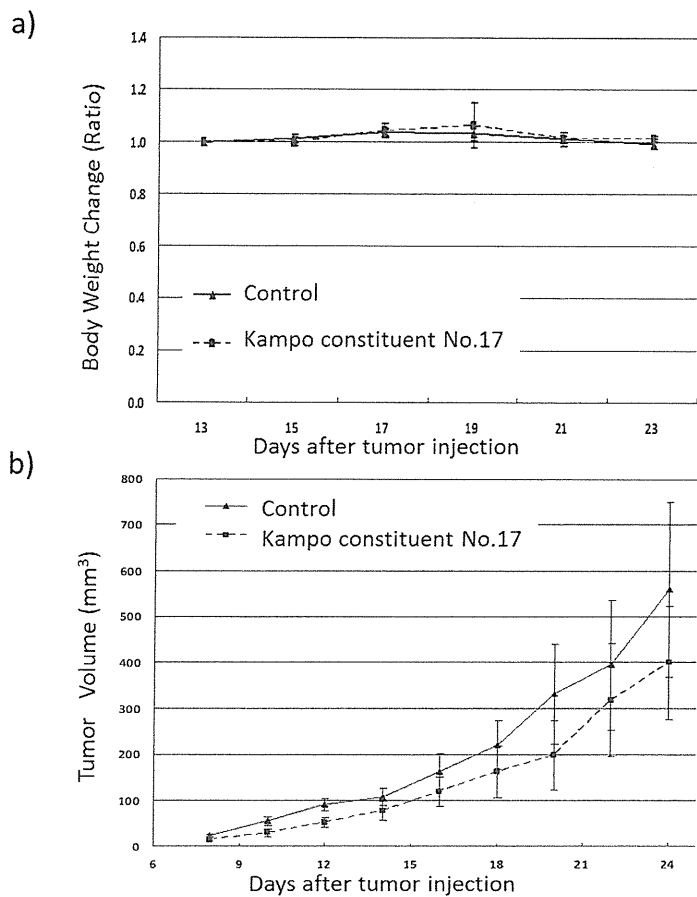 a)
Body Weight Change (Ratio)
1.4
1.2
1.0
0.8
0.6
0.4
0.2
0.0
Control
Kampo constituent No.17
13 15 17 19 21 23
Days after tumor injection
b)
Tumor Volume (mm³)
800
700
600
500
400
300
200
100
0
Control
Kampo constituent No.17
6 9 12 15 18 21 24
Days after tumor injection